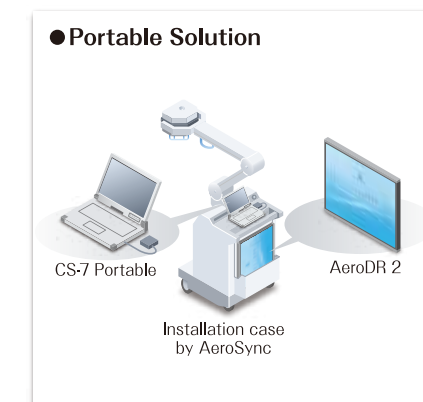 ●Portable Solution
CS-7 Portable
AeroDR 2
Installation case
by AeroSync